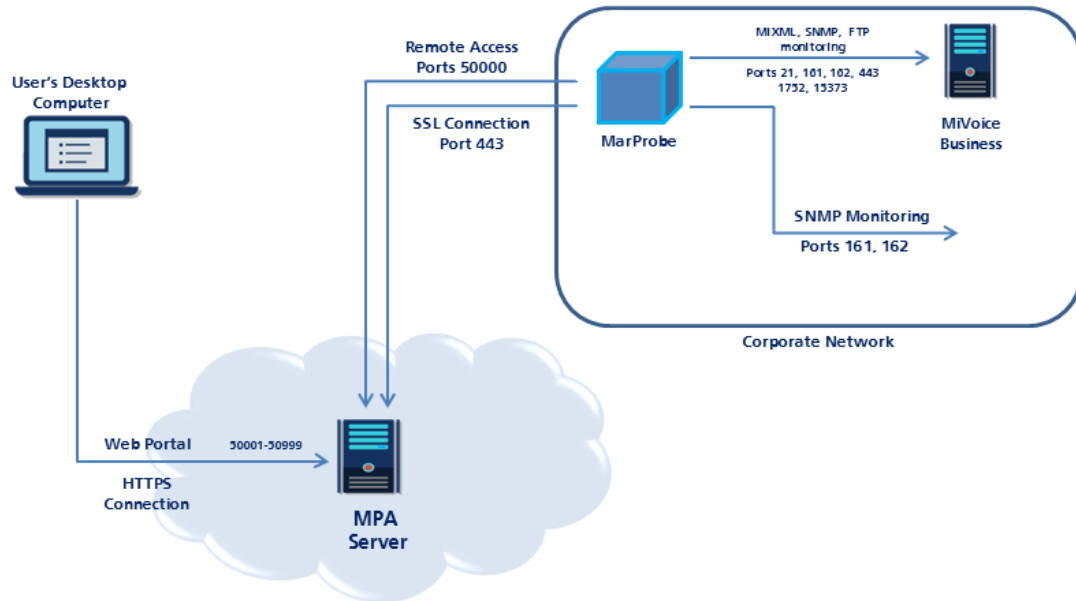 User's Desktop
Computer
Remote Access
Ports 50000
SSL Connection
Port 443
MarProbe
MIXML, SNMP, FTP
monitoring
Ports 21, 161, 162, 443
1752, 15373
MiVoice
Business
SNMP Monitoring
Ports 161, 162
Corporate Network
Web Portal
50001-50999
HTTPS
Connection
MPA
Server